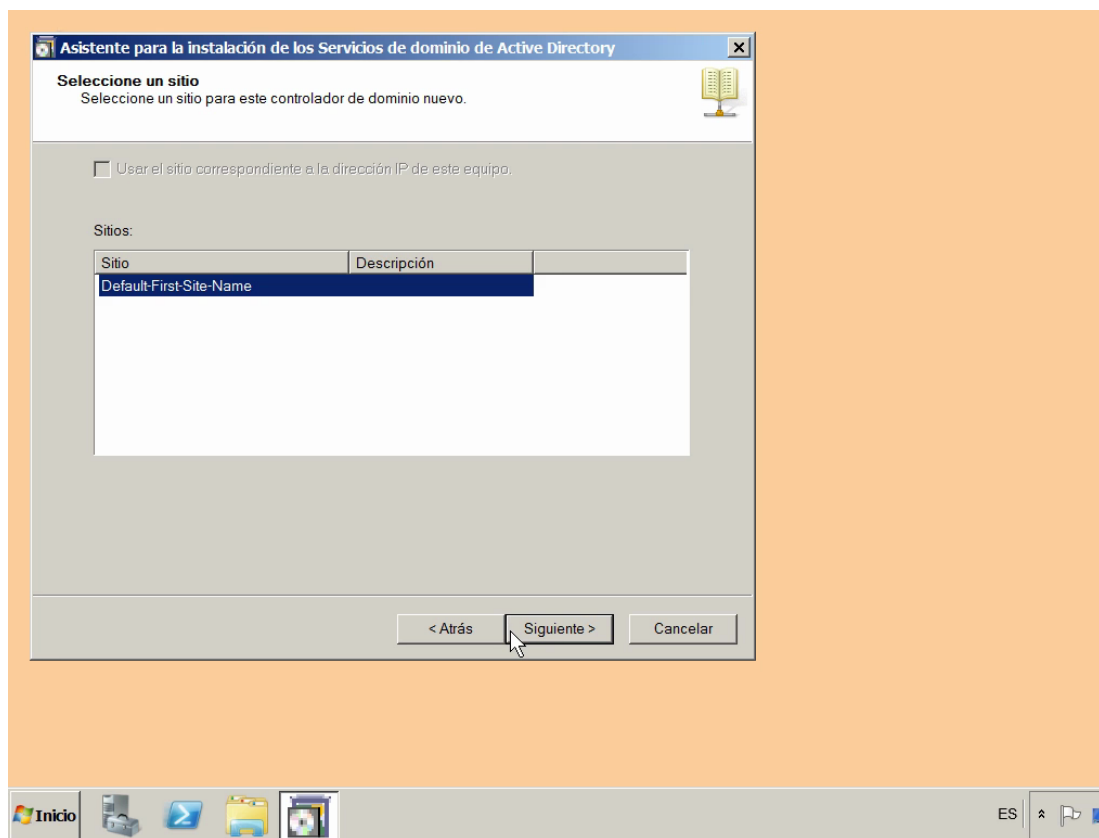 Asistente para la instalación de los Servicios de dominio de Active Directory
Seleccione un sitio
Seleccione un sitio para este controlador de dominio nuevo.
Usar el sitio correspondiente a la dirección IP de este equipo.
Sitios:
Sitio Descripción
Default-First-Site-Name
< Atrás Siguiente > Cancelar
Inicio ES